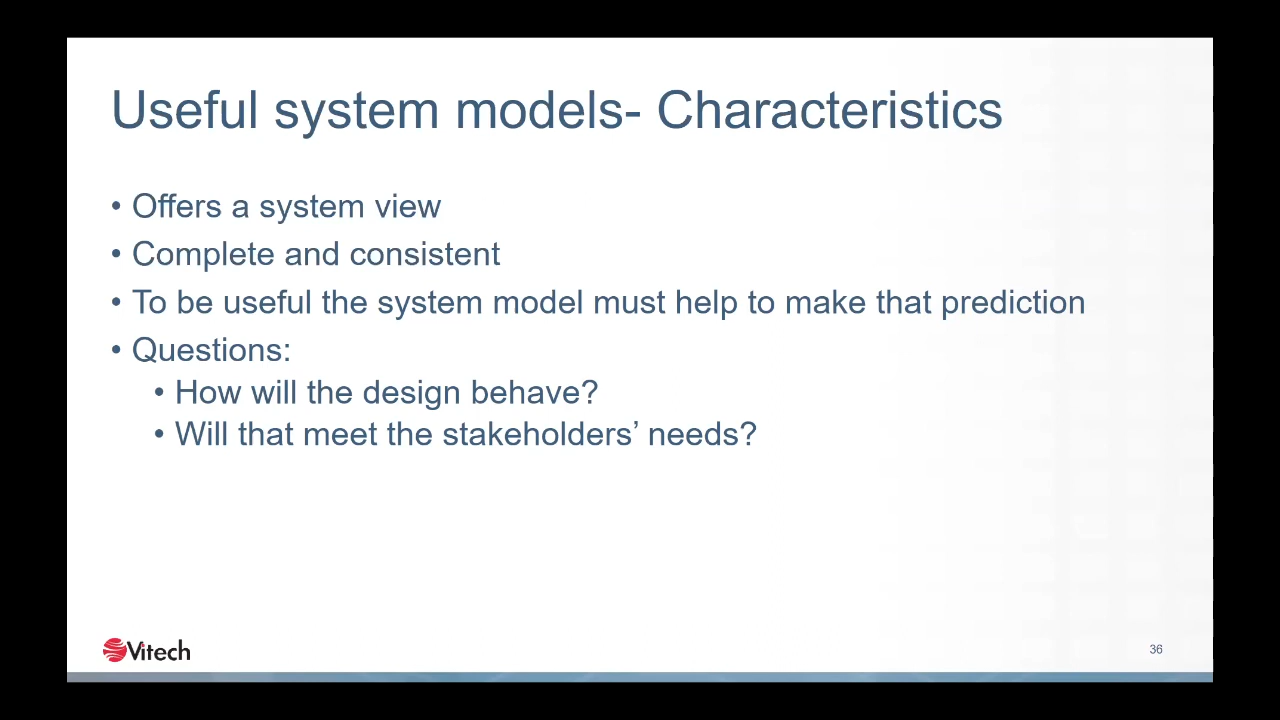 Useful system models- Characteristics
• Offers a system view
• Complete and consistent
• To be useful the system model must help to make that prediction
• Questions:
• How will the design behave?
• Will that meet the stakeholders’ needs?
Vitech
36